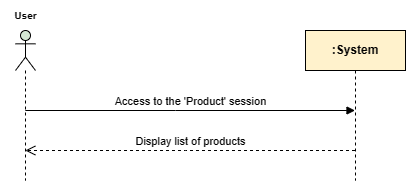 User
:System
Access to the 'Product' session
Display list of products